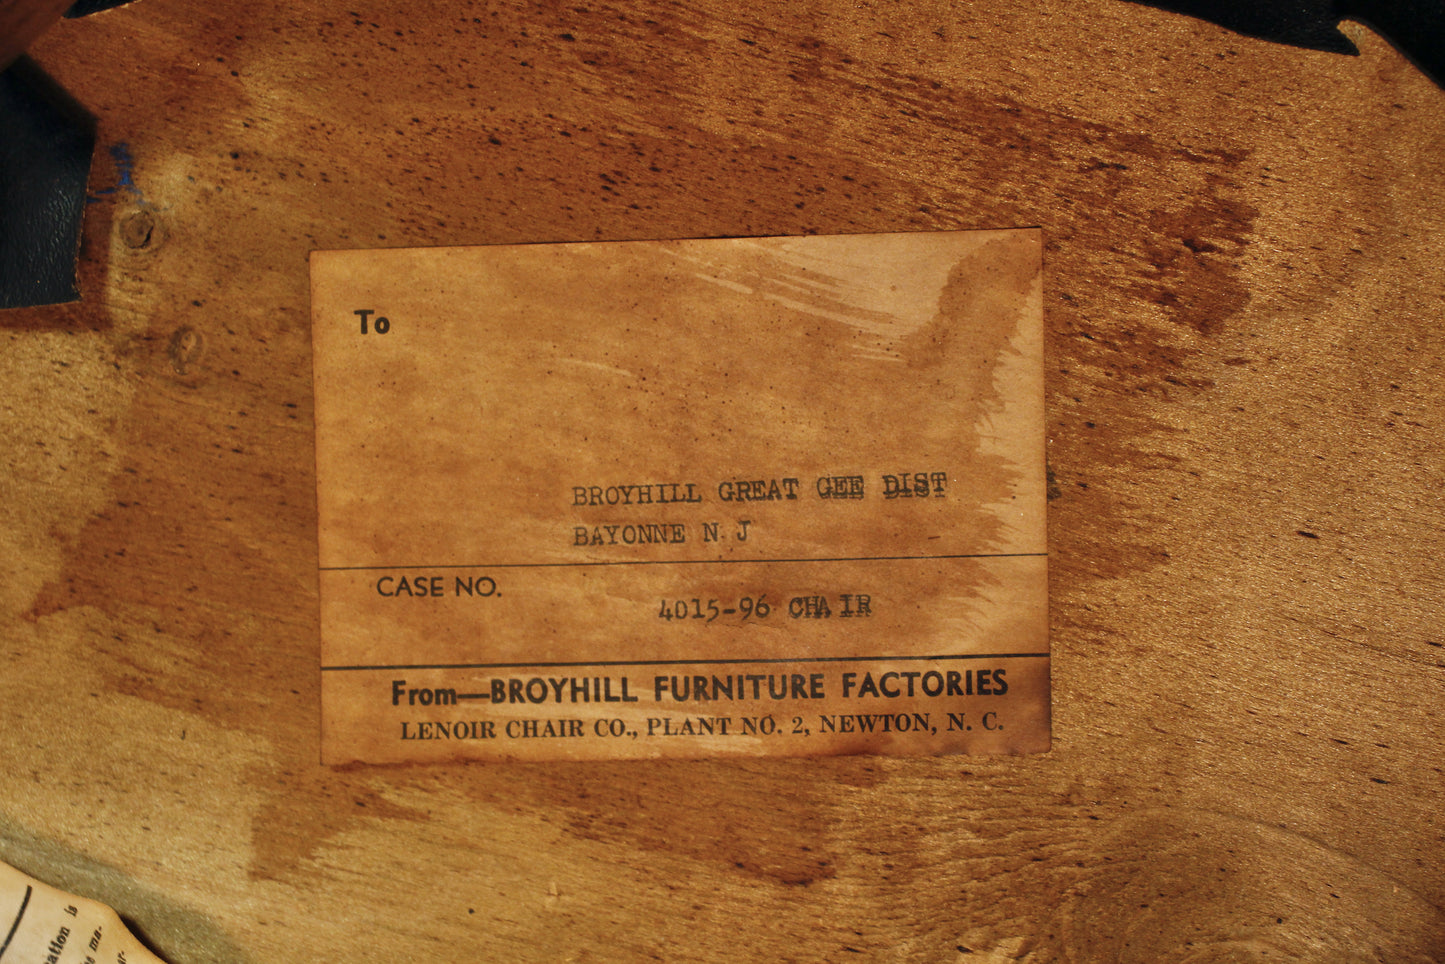 To
BROYHILL GREAT GEE DIST
BAYONNE N J
CASE NO.
4015-96 CHAIR
From—BROYHILL FURNITURE FACTORIES
LENOIR CHAIR CO., PLANT NO. 2, NEWTON, N. C.
is